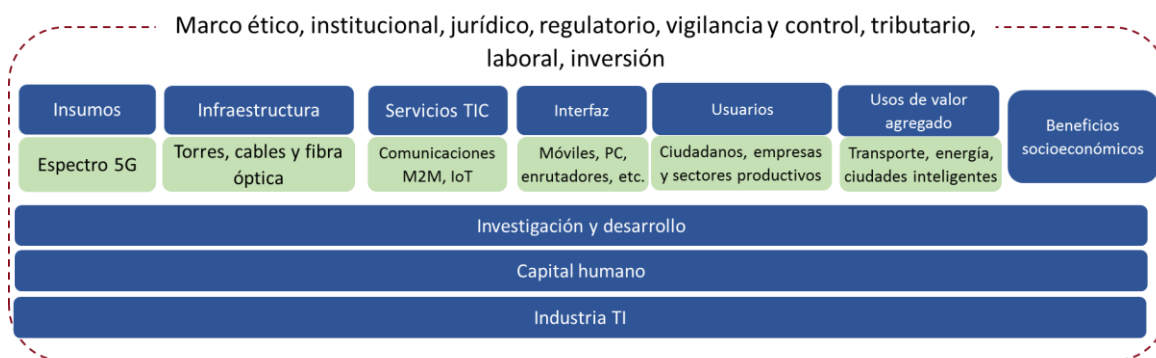 Marco ético, institucional, jurídico, regulatorio, vigilancia y control, tributario,
laboral, inversión
Insumos
Espectro 5G
Infraestructura
Torres, cables y fibra
óptica
Servicios TIC
Comunicaciones
M2M, IoT
Interfaz
Móviles, PC,
enrutadores, etc.
Usuarios
Ciudadanos, empresas
y sectores productivos
Usos de valor
agregado
Transporte, energía,
ciudades inteligentes
Beneficios
socioeconómicos
Investigación y desarrollo
Capital humano
Industria TI